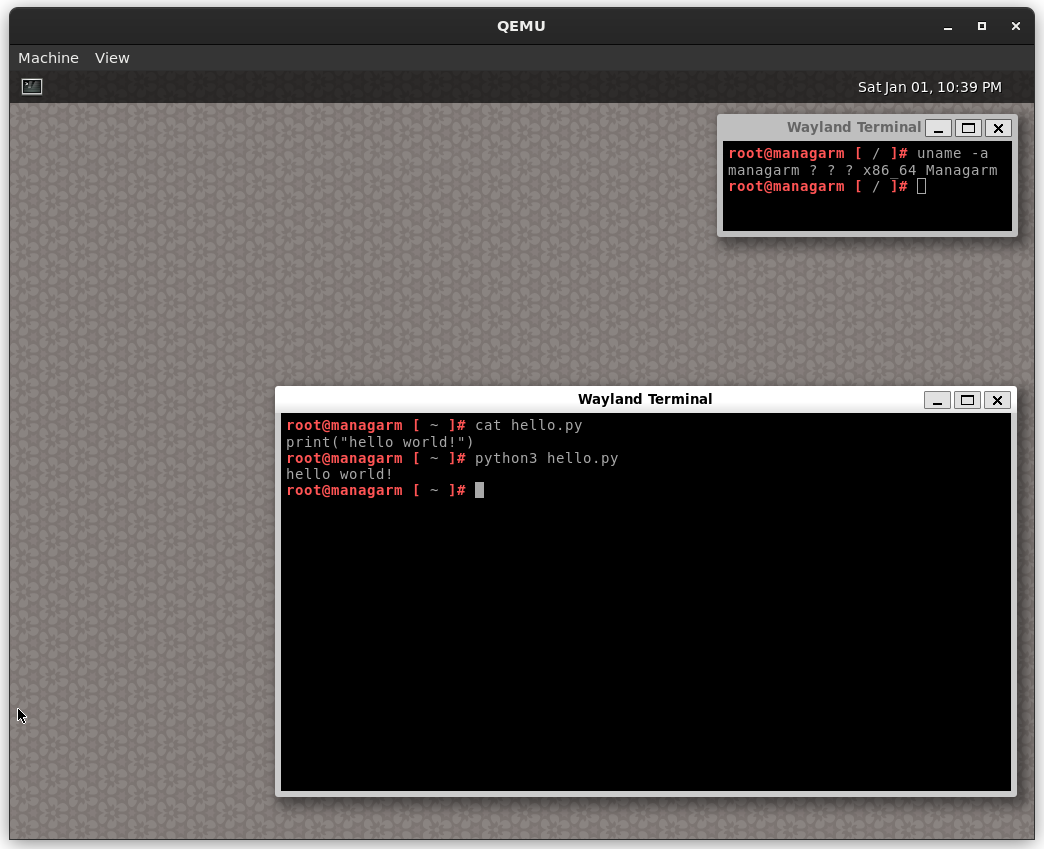 QEMU
Machine View
Sat Jan 01, 10:39 PM
Wayland Terminal
root@managarm [ / ]# uname -a
managarm ? ? ? x86_64 Managarm
root@managarm [ / ]#
Wayland Terminal
root@managarm [ ~ ]# cat hello.py
print("hello world!")
root@managarm [ ~ ]# python3 hello.py
hello world!
root@managarm [ ~ ]#